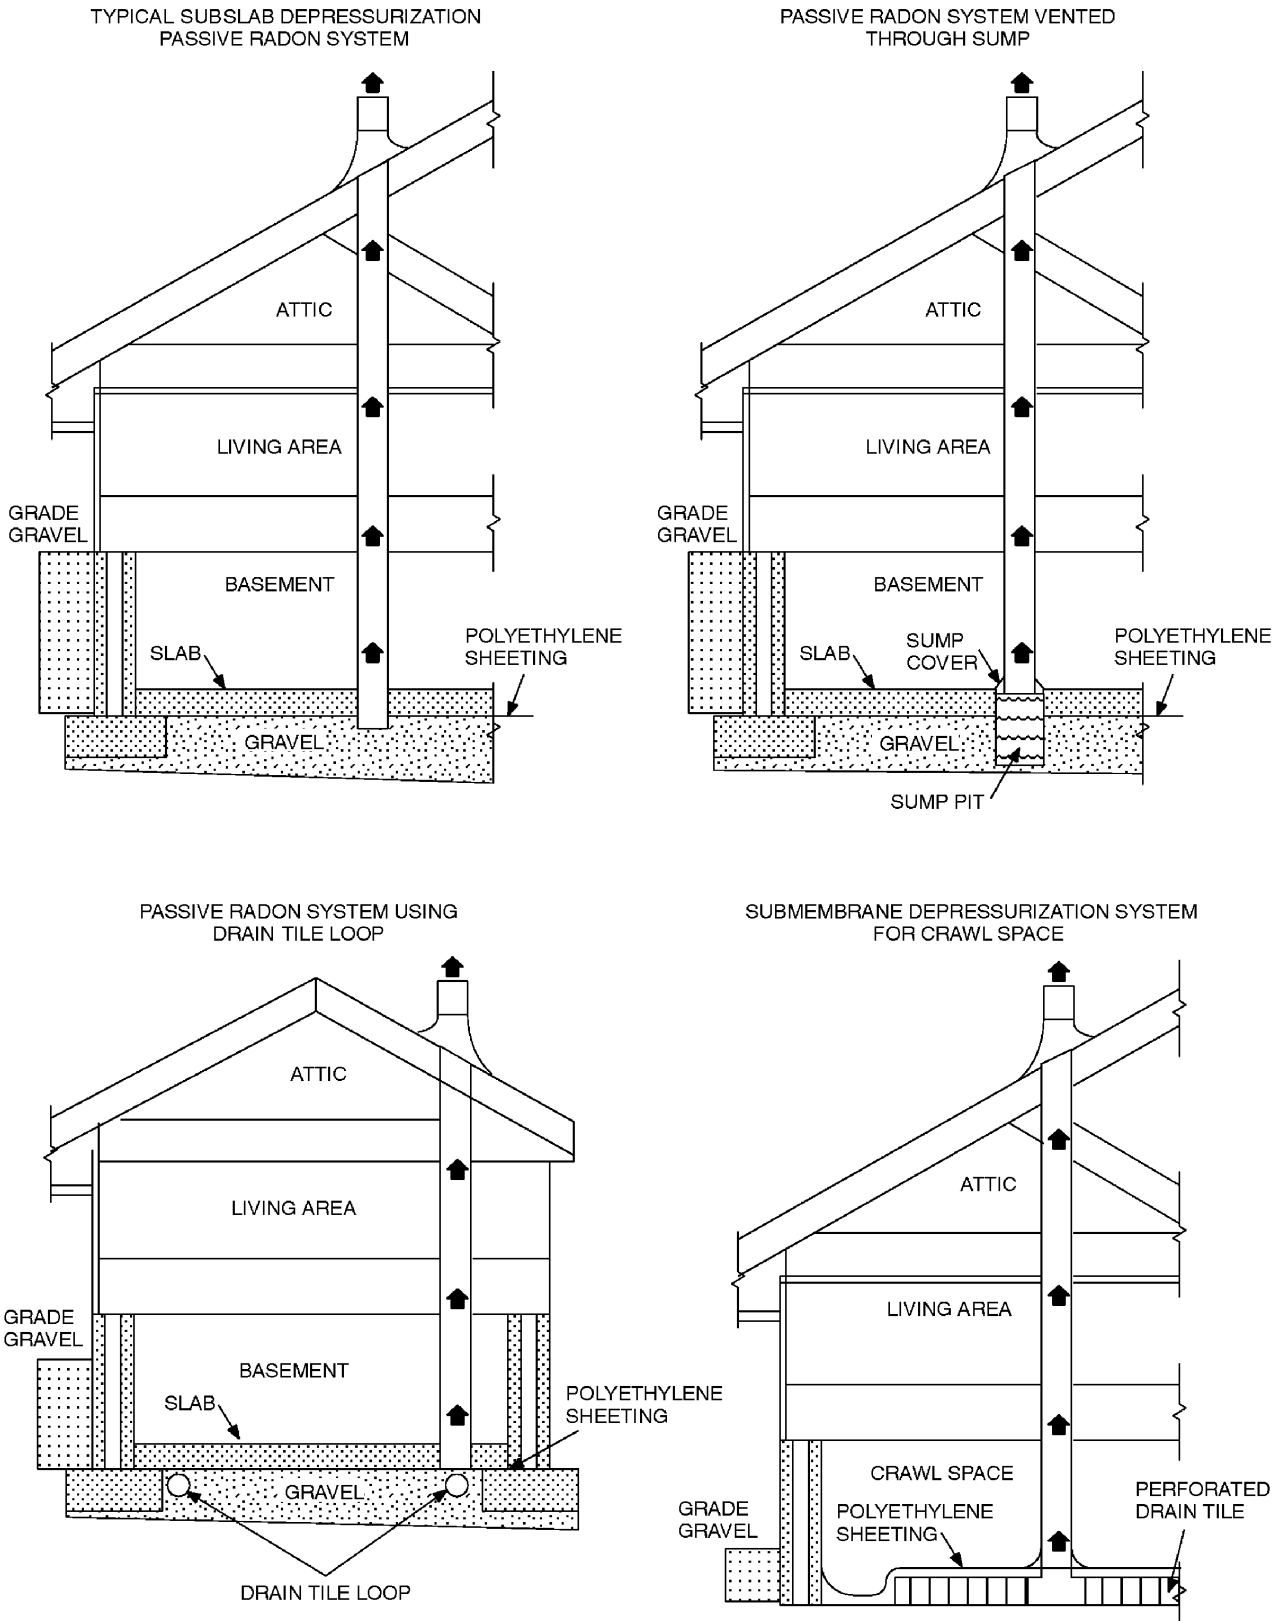 TYPICAL SUBSLAB DEPRESSURIZATION
PASSIVE RADON SYSTEM
ATTIC
LIVING AREA
GRADE
GRAVEL
BASEMENT
SLAB
POLYETHYLENE
SHEETING
GRAVEL
PASSIVE RADON SYSTEM VENTED
THROUGH SUMP
ATTIC
LIVING AREA
GRADE
GRAVEL
BASEMENT
SLAB
SUMP
COVER
POLYETHYLENE
SHEETING
GRAVEL
SUMP PIT
PASSIVE RADON SYSTEM USING
DRAIN TILE LOOP
ATTIC
LIVING AREA
GRADE
GRAVEL
BASEMENT
SLAB
POLYETHYLENE
SHEETING
GRAVEL
DRAIN TILE LOOP
SUBMEMBRANE DEPRESSURIZATION SYSTEM
FOR CRAWL SPACE
ATTIC
LIVING AREA
CRAWL SPACE
GRADE
GRAVEL
POLYETHYLENE
SHEETING
PERFORATED
DRAIN TILE